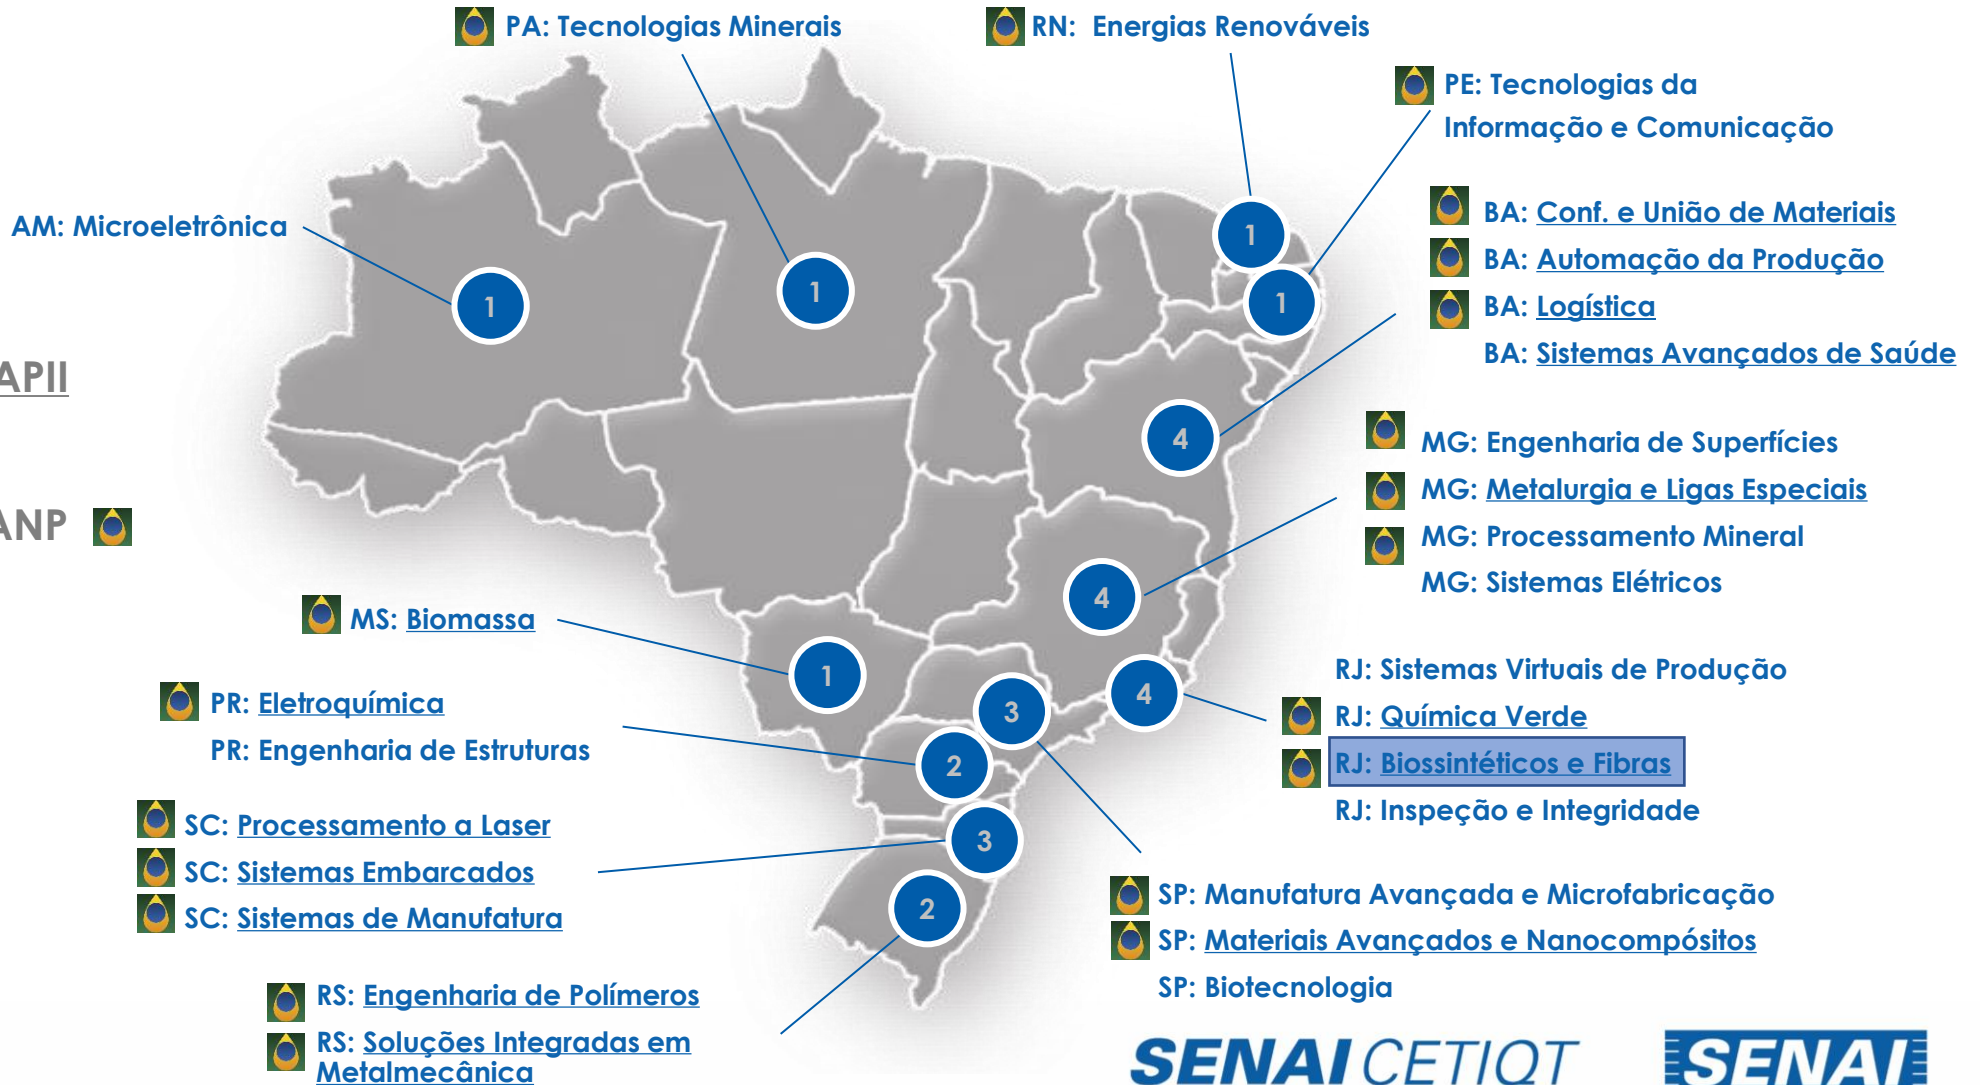 PA: Tecnologias Minerais
RN: Energias Renováveis
PE: Tecnologias da
Informação e Comunicação
AM: Microeletrônica
BA: Conf. e União de Materiais
BA: Automação da Produção
BA: Logística
BA: Sistemas Avançados de Saúde
1
1
1
1
4
APII
ANP
MG: Engenharia de Superfícies
MG: Metalurgia e Ligas Especiais
MG: Processamento Mineral
MG: Sistemas Elétricos
4
MS: Biomassa
1
PR: Eletroquímica
PR: Engenharia de Estruturas
2
3
4
RJ: Sistemas Virtuais de Produção
RJ: Química Verde
RJ: Biossintéticos e Fibras
RJ: Inspeção e Integridade
SC: Processamento a Laser
SC: Sistemas Embarcados
SC: Sistemas de Manufatura
3
2
SP: Manufatura Avançada e Microfabricação
SP: Materiais Avançados e Nanocompósitos
SP: Biotecnologia
RS: Engenharia de Polímeros
RS: Soluções Integradas em
Metalmecânica
SENAI CETIQT
SENAI